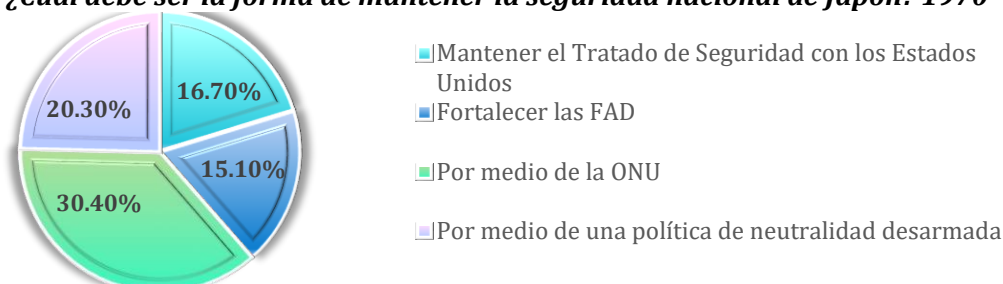 ¿Cuál debe ser la forma de mantener la seguridad nacional de Japón? 1970
Mantener el Tratado de Seguridad con los Estados
Unidos
Fortalecer las FAD
Por medio de la ONU
Por medio de una política de neutralidad desarmada
16.70%
20.30%
15.10%
30.40%